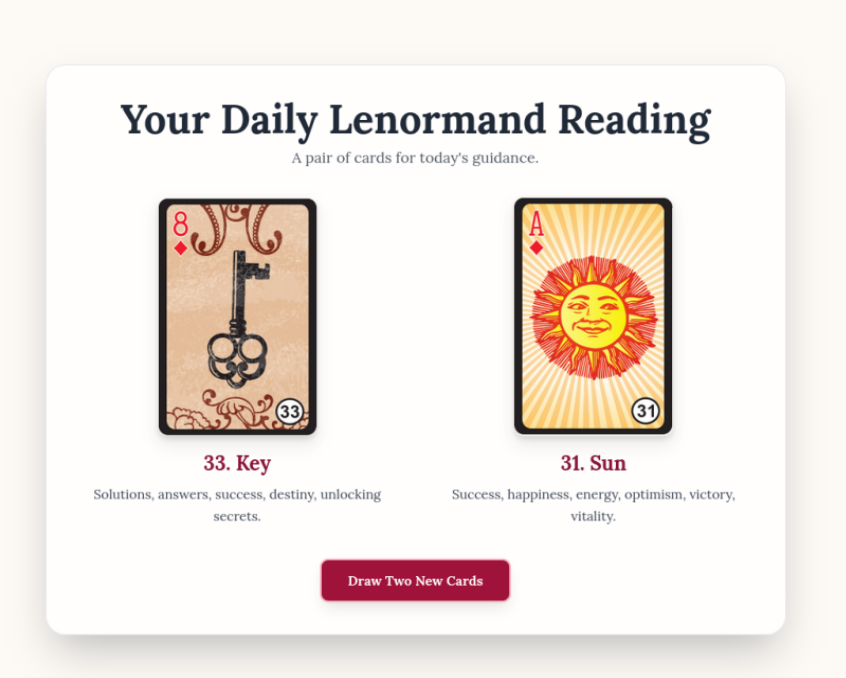 Your Daily Lenormand Reading
A pair of cards for today's guidance.
8
33
A
31
33. Key
Solutions, answers, success, destiny, unlocking
secrets.
31. Sun
Success, happiness, energy, optimism, victory,
vitality.
Draw Two New Cards